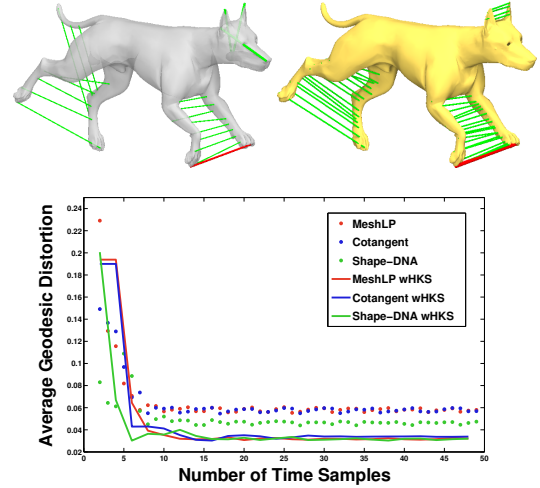 0.24
0.22
0.2
0.18
0.16
0.14
0.12
0.1
0.08
0.06
0.04
0.02
Average Geodesic Distortion
MeshLP
Cotangent
Shape-DNA
MeshLP wHKS
Cotangent wHKS
Shape-DNA wHKS
0 5 10 15 20 25 30 35 40 45 50
Number of Time Samples